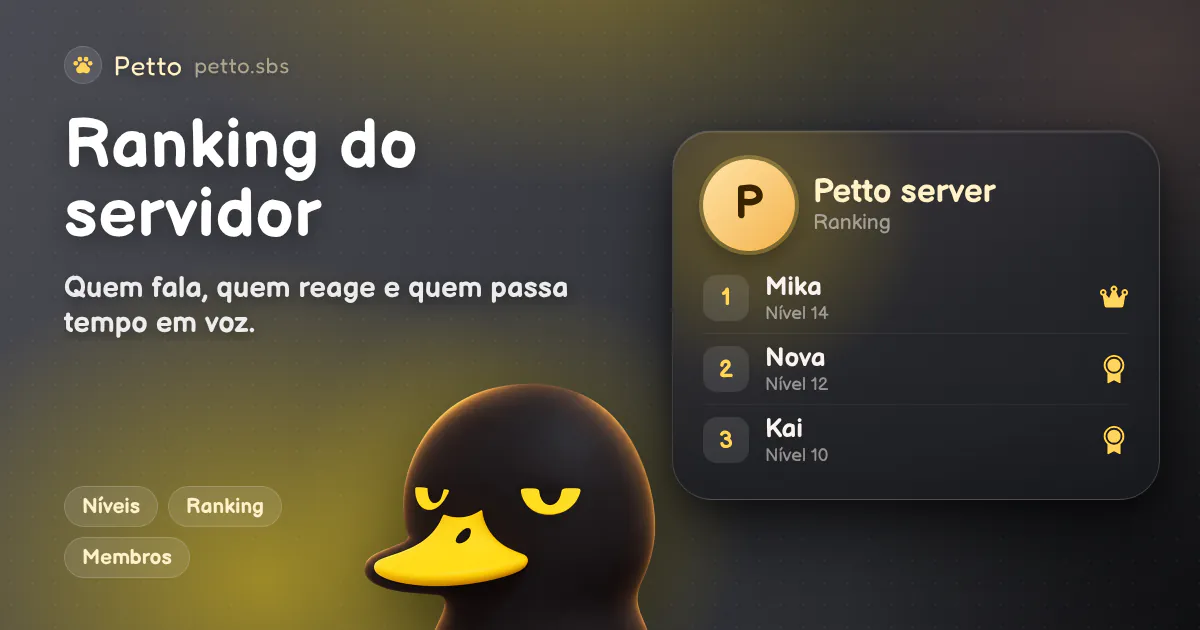 Petto petto.sbs
Ranking do
servidor
Quem fala, quem reage e quem passa
tempo em voz.
Níveis
Ranking
Membros
P
Petto server
Ranking
1
Mika
Nível 14
2
Nova
Nível 12
3
Kai
Nível 10